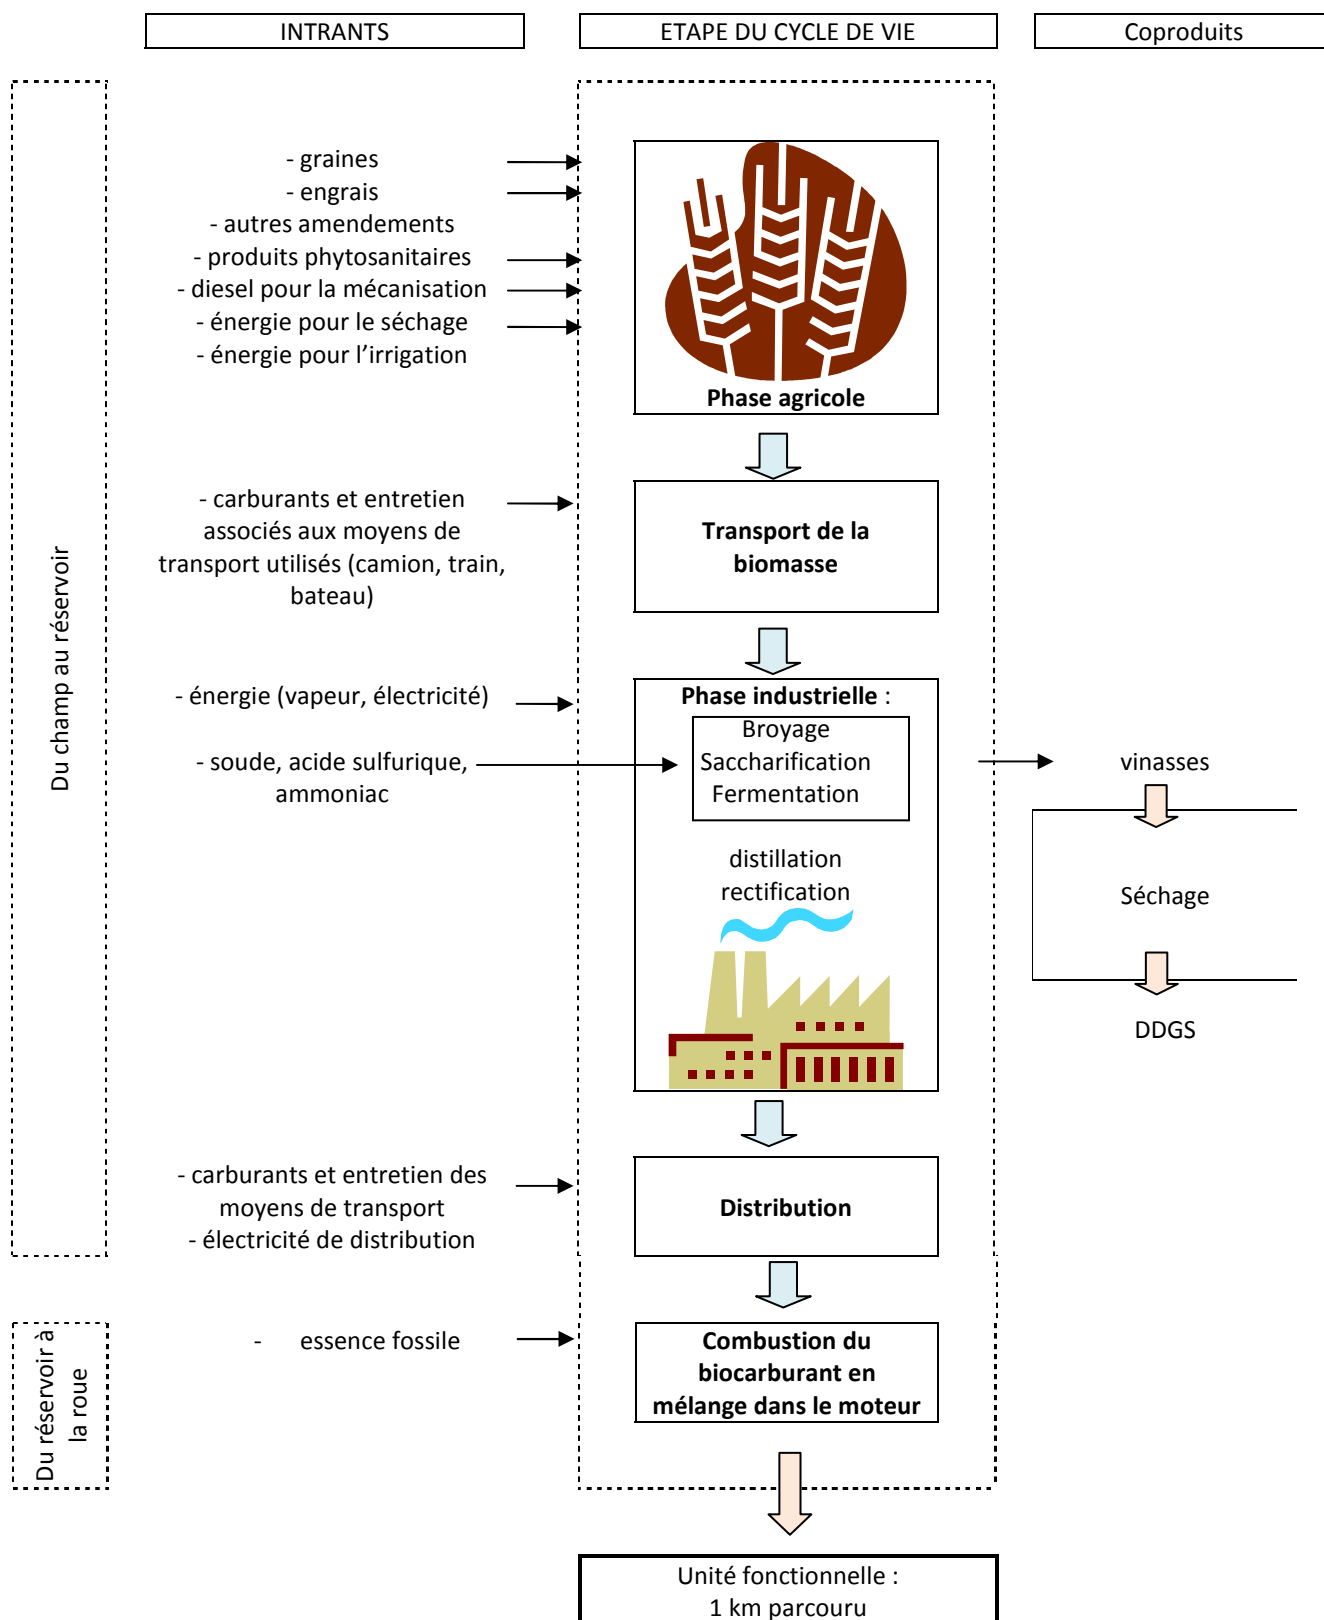 INTRANTS
ETAPE DU CYCLE DE VIE
Coproduits
Du champ au réservoir
- graines
- engrais
- autres amendements
- produits phytosanitaires
- diesel pour la mécanisation
- énergie pour le séchage
- énergie pour l’irrigation
Phase agricole
- carburants et entretien
associés aux moyens de
transport utilisés (camion, train,
bateau)
Transport de la
biomasse
- énergie (vapeur, électricité)
- soude, acide sulfurique,
ammoniac
Phase industrielle :
Broyage
Saccharification
Fermentation
distillation
rectification
vinasses
Séchage
DDGS
- carburants et entretien des
moyens de transport
- électricité de distribution
Distribution
Du réservoir à
la roue
- essence fossile
Combustion du
biocarburant en
mélange dans le moteur
Unité fonctionnelle :
1 km parcouru